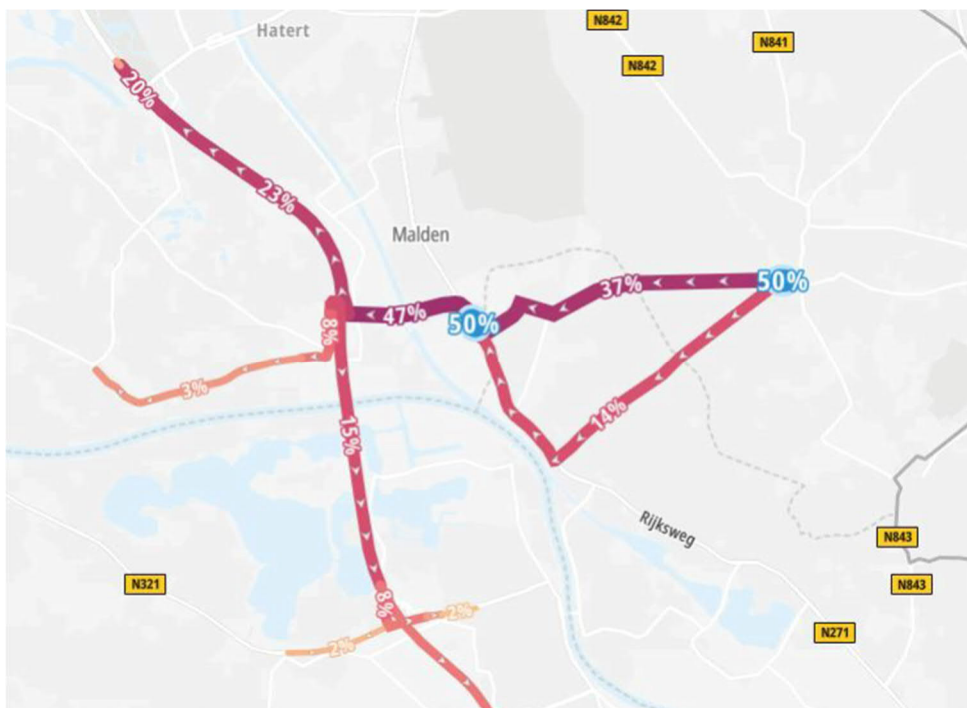 N842
Hatert
N841
N842
20%
23%
Malden
50%
37%
47%
50%
8%
3%
14%
15%
Rijksweg
N843
N321
N843
8%
2%
N271
2%